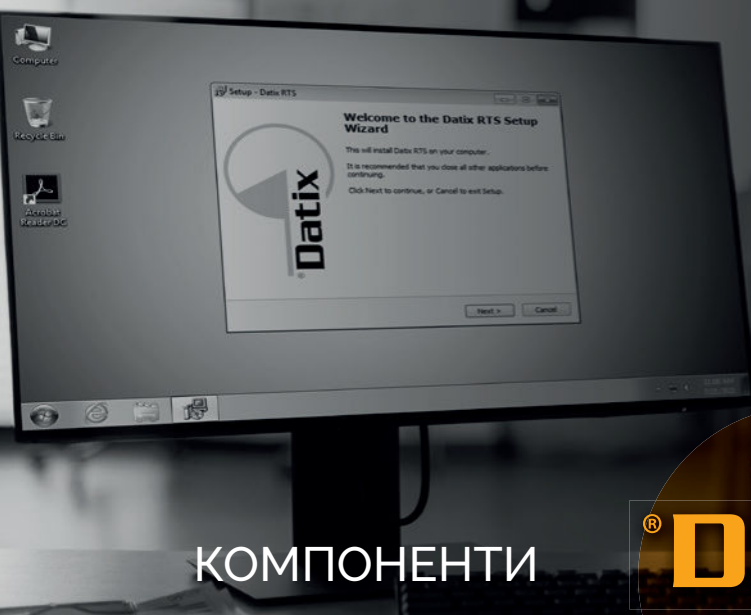 Computer
Recycle Bin
Acrobat
Reader DC
Setup - Datix RTS
Welcome to the Datix RTS Setup
Wizard
This will install Datix RTS on your computer.
It is recommended that you close all other applications before
continuing.
Click Next to continue, or Cancel to exit Setup.
®Datix
Next >
Cancel
КОМПОНЕНТИ
® D